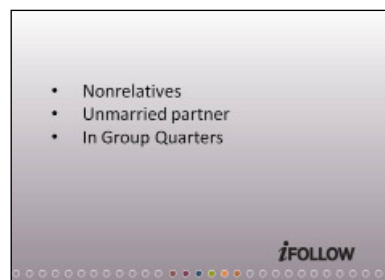 • Nonrelatives
• Unmarried partner
• In Group Quarters
iFOLLOW